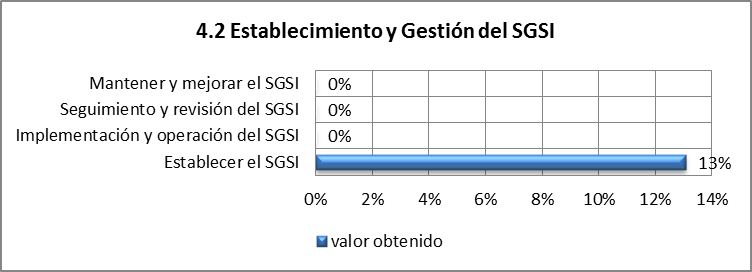 4.2 Establecimiento y Gestión del SGSI
Mantener y mejorar el SGSI 0%
Seguimiento y revisión del SGSI 0%
Implementación y operación del SGSI 0%
Establecer el SGSI 13%
0% 2% 4% 6% 8% 10% 12% 14%
valor obtenido